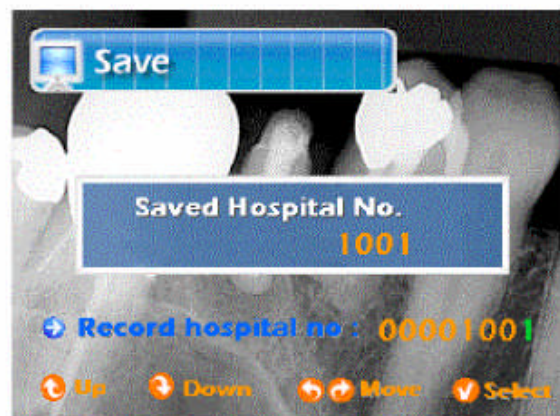 Save
Saved Hospital No.
1001
Record hospital no : 00001001
Up Down Move Select